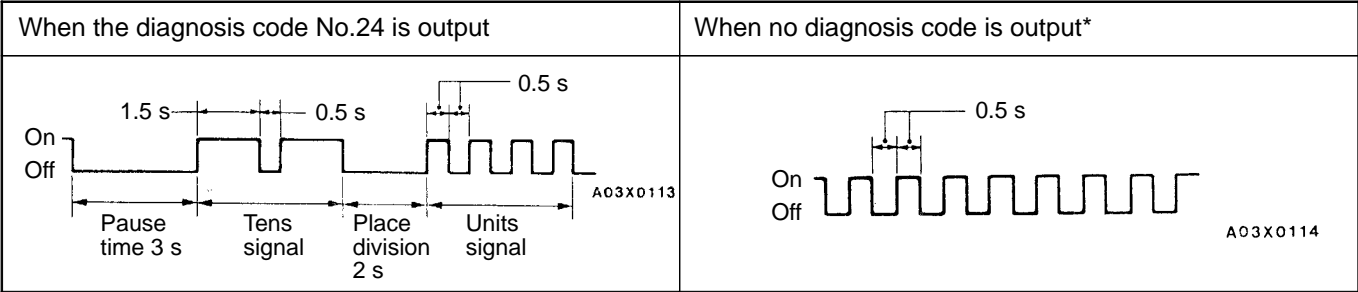 When the diagnosis code No.24 is output
When no diagnosis code is output*
0.5 s
1.5 s
0.5 s
On
Off
A03X0113
Pause
time 3 s
Tens
signal
Place
division
2 s
Units
signal
0.5 s
On
Off
A03X0114